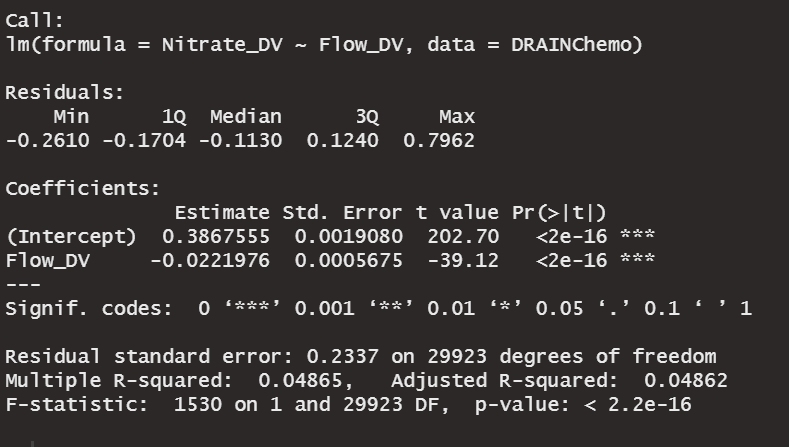 Call:
lm(formula = Nitrate_DV ~ Flow_DV, data = DRAINChemo)
Residuals:
    Min      1Q  Median      3Q     Max
-0.2610 -0.1704 -0.1130  0.1240  0.7962
Coefficients:
              Estimate Std. Error t value Pr(>|t|)
(Intercept)  0.3867555  0.0019080  202.70   <2e-16 ***
Flow_DV     -0.0221976  0.0005675  -39.12   <2e-16 ***
---
Signif. codes:  0 ‘***’ 0.001 ‘**’ 0.01 ‘*’ 0.05 ‘.’ 0.1 ‘ ’ 1
Residual standard error: 0.2337 on 29923 degrees of freedom
Multiple R-squared:  0.04865,   Adjusted R-squared:  0.04862
F-statistic:  1530 on 1 and 29923 DF,  p-value: < 2.2e-16